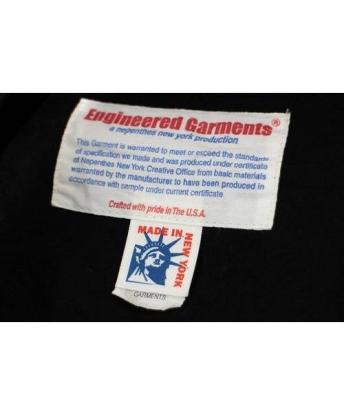 Engineered Garments®
a nepenthes new york production
This Garment is warranted to meet or exceed the standards
of specification we made and was produced under certificate
of Nepenthes New York Creative Office from basic materials
warranted by the manufacturer to have been produced in
accordance with sample under current certificate.
Crafted with pride in The U.S.A.
MADE IN
NEW YORK
GARMENTS